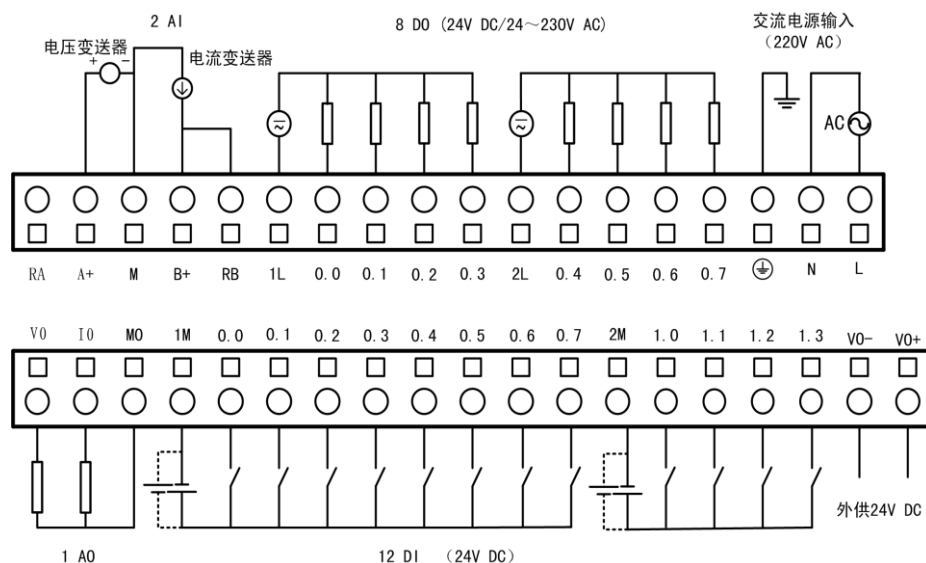 2 AI
8 DO (24V DC/24～230V AC)
交流电源输入
（220V AC）
电压变送器
+ -
电流变送器
AC
RA A+ M B+ RB 1L 0.0 0.1 0.2 0.3 2L 0.4 0.5 0.6 0.7 N L
V0 I0 M0 1M 0.0 0.1 0.2 0.3 0.4 0.5 0.6 0.7 2M 1.0 1.1 1.2 1.3 V0- V0+
外供24V DC
1 AO
12 DI （24V DC）